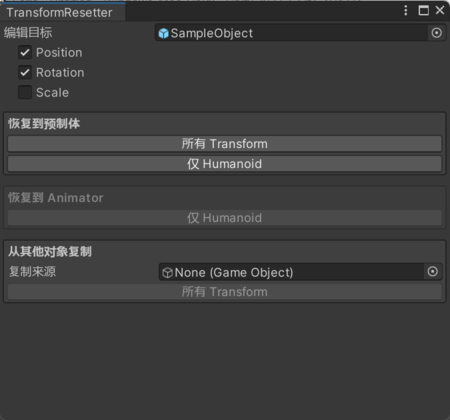 TransformResetter
编辑目标 SampleObject
Position
Rotation
Scale
恢复到预制体
所有 Transform
仅 Humanoid
恢复到 Animator
仅 Humanoid
从其他对象复制
复制来源 None (Game Object)
所有 Transform